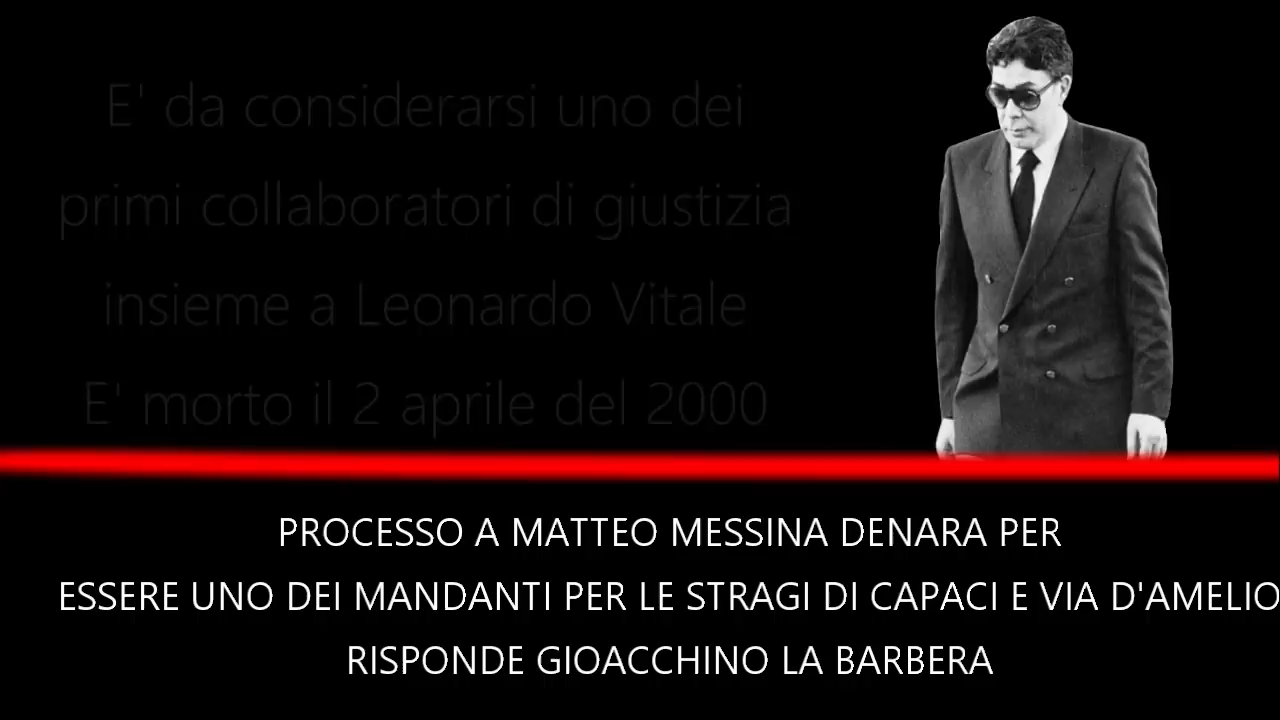 E' da considerarsi uno dei
primi collaboratori di giustizia
insieme a Leonardo Vitale
E' morto il 2 aprile del 2000
PROCESSO A MATTEO MESSINA DENARA PER
ESSERE UNO DEI MANDANTI PER LE STRAGI DI CAPACI E VIA D'AMELIO
RISPONDE GIOACCHINO LA BARBERA